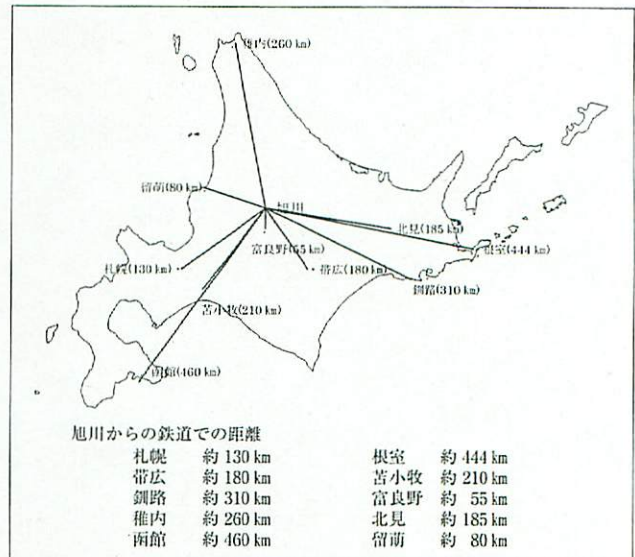 稚内(260 km)
留萌(80 km)
旭川
北見(185 km)
富良野(55 km)
根室(444 km)
札幌(130 km)
帯広(180 km)
釧路(310 km)
苫小牧(210 km)
函館(460 km)
旭川からの鉄道での距離
札幌 約 130 km 根室 約 444 km
帯広 約 180 km 苫小牧 約 210 km
釧路 約 310 km 富良野 約 55 km
稚内 約 260 km 北見 約 185 km
函館 約 460 km 留萌 約 80 km